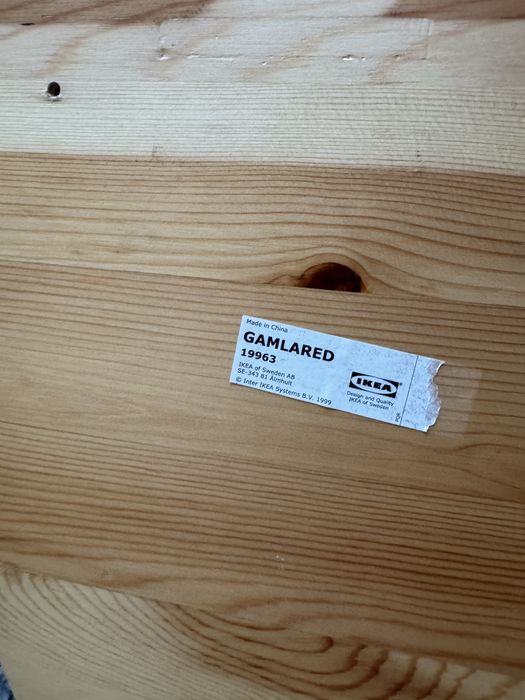 Made in China
GAMLARED
19963
IKEA of Sweden AB
SE-343 81 Älmhult
© Inter IKEA Systems B.V. 1999
IKEA
Design and Quality
IKEA of Sweden